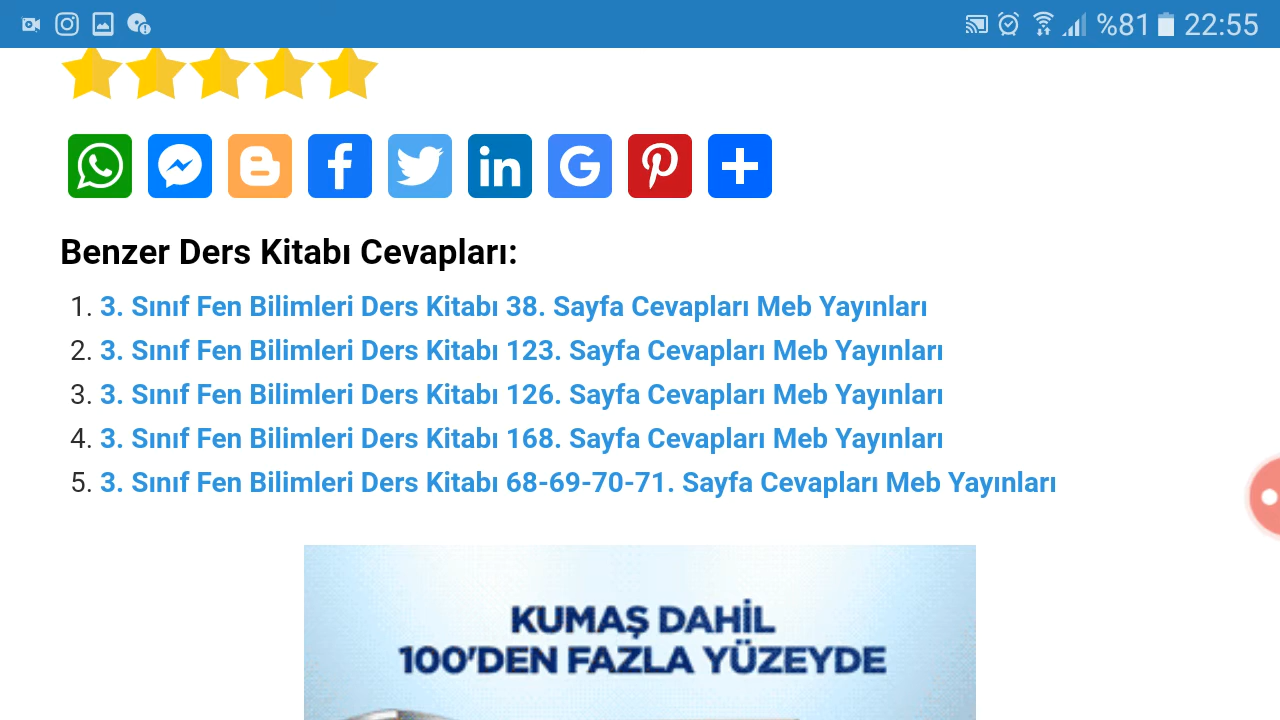 %81 22:55
Benzer Ders Kitabı Cevapları:
1. 3. Sınıf Fen Bilimleri Ders Kitabı 38. Sayfa Cevapları Meb Yayınları
2. 3. Sınıf Fen Bilimleri Ders Kitabı 123. Sayfa Cevapları Meb Yayınları
3. 3. Sınıf Fen Bilimleri Ders Kitabı 126. Sayfa Cevapları Meb Yayınları
4. 3. Sınıf Fen Bilimleri Ders Kitabı 168. Sayfa Cevapları Meb Yayınları
5. 3. Sınıf Fen Bilimleri Ders Kitabı 68-69-70-71. Sayfa Cevapları Meb Yayınları
KUMAŞ DAHİL
100'DEN FAZLA YÜZEYDE